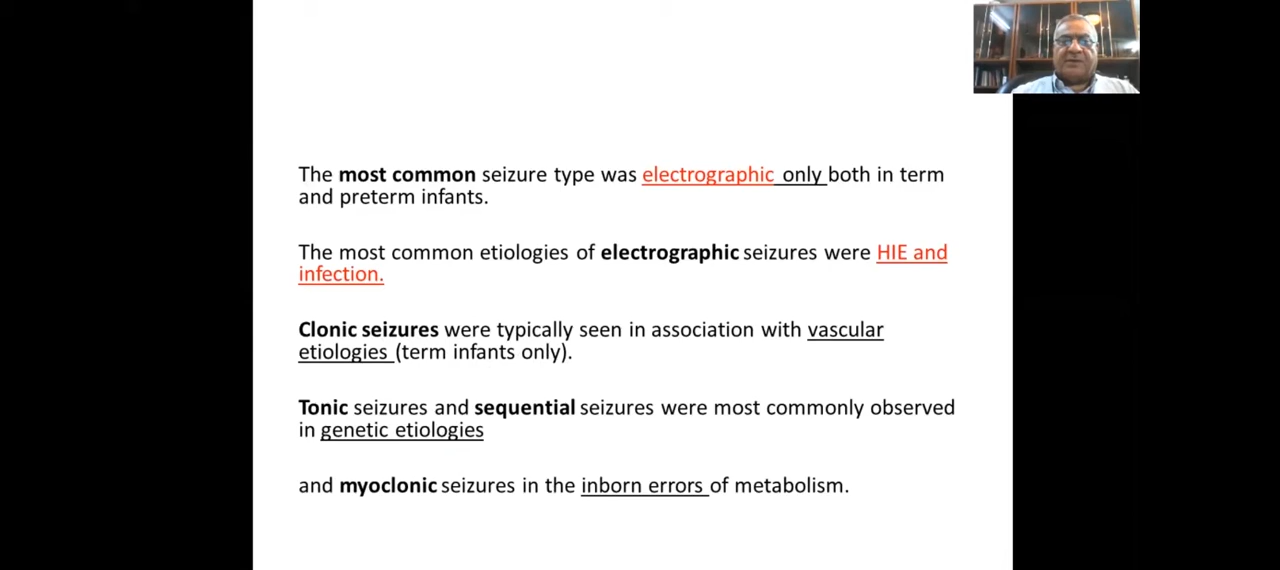 The most common seizure type was electrographic only both in term
and preterm infants.
The most common etiologies of electrographic seizures were HIE and
infection.
Clonic seizures were typically seen in association with vascular
etiologies (term infants only).
Tonic seizures and sequential seizures were most commonly observed
in genetic etiologies
and myoclonic seizures in the inborn errors of metabolism.